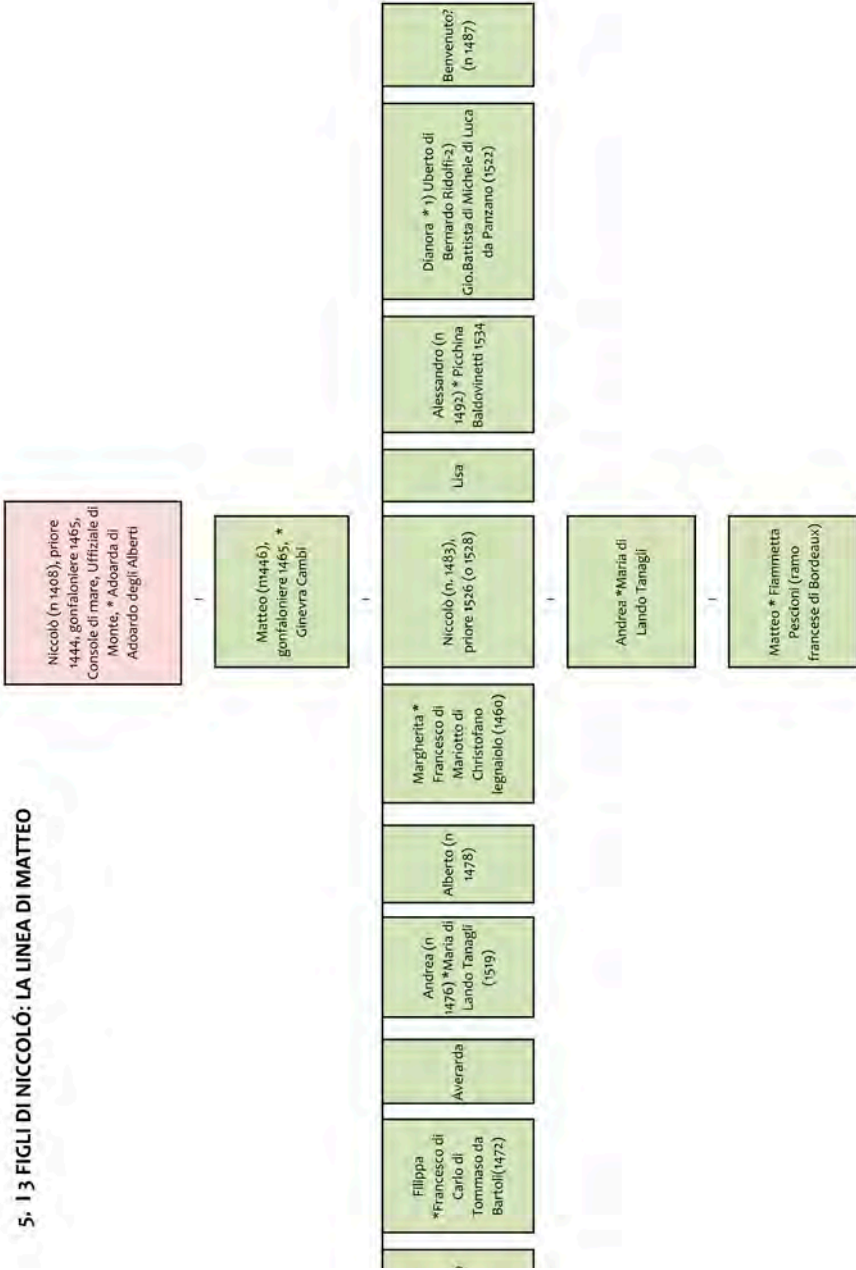 5. I 3 FIGLI DI NICCOLÓ: LA LINEA DI MATTEO
Niccolò (n 1408), priore
1444, gonfaloniere 1465,
Console di mare, Uffiziale di
Monte, * Adoarda di
Adoardo degli Alberti
Matteo (n1446),
gonfaloniere 1465, *
Ginevra Cambi
Filippa
*Francesco di
Carlo di
Tommaso da
Bartoli(1472)
Averarda
Andrea (n
1476) *Maria di
Lando Tanagli
(1519)
Alberto (n
1478)
Margherita *
Francesco di
Mariotto di
Christofano
legnaiolo (1460)
Niccolò (n. 1483),
priore 1526 (o 1528)
Lisa
Alessandro (n
1492) * Picchina
Baldovinetti 1534
Dianora * 1) Uberto di
Bernardo Ridolfi-2)
Gio.Battista di Michele di Luca
da Panzano (1522)
Benvenuto?
(n 1487)
Andrea *Maria di
Lando Tanagli
Matteo * Fiammetta
Pescioni (ramo
francese di Bordeaux)